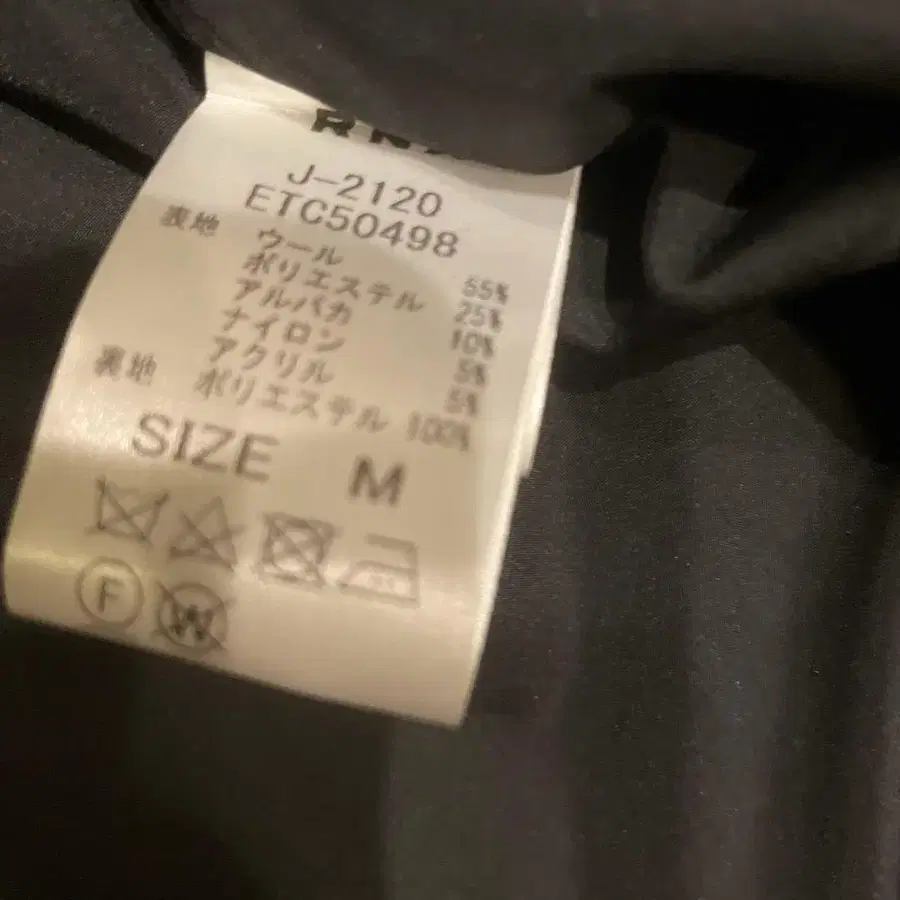 J-2120
ETC50498
表地 ウール 55%
ポリエステル 25%
アルパカ 10%
ナイロン 5%
アクリル 5%
裏地 ポリエステル 100%
SIZE M
F W